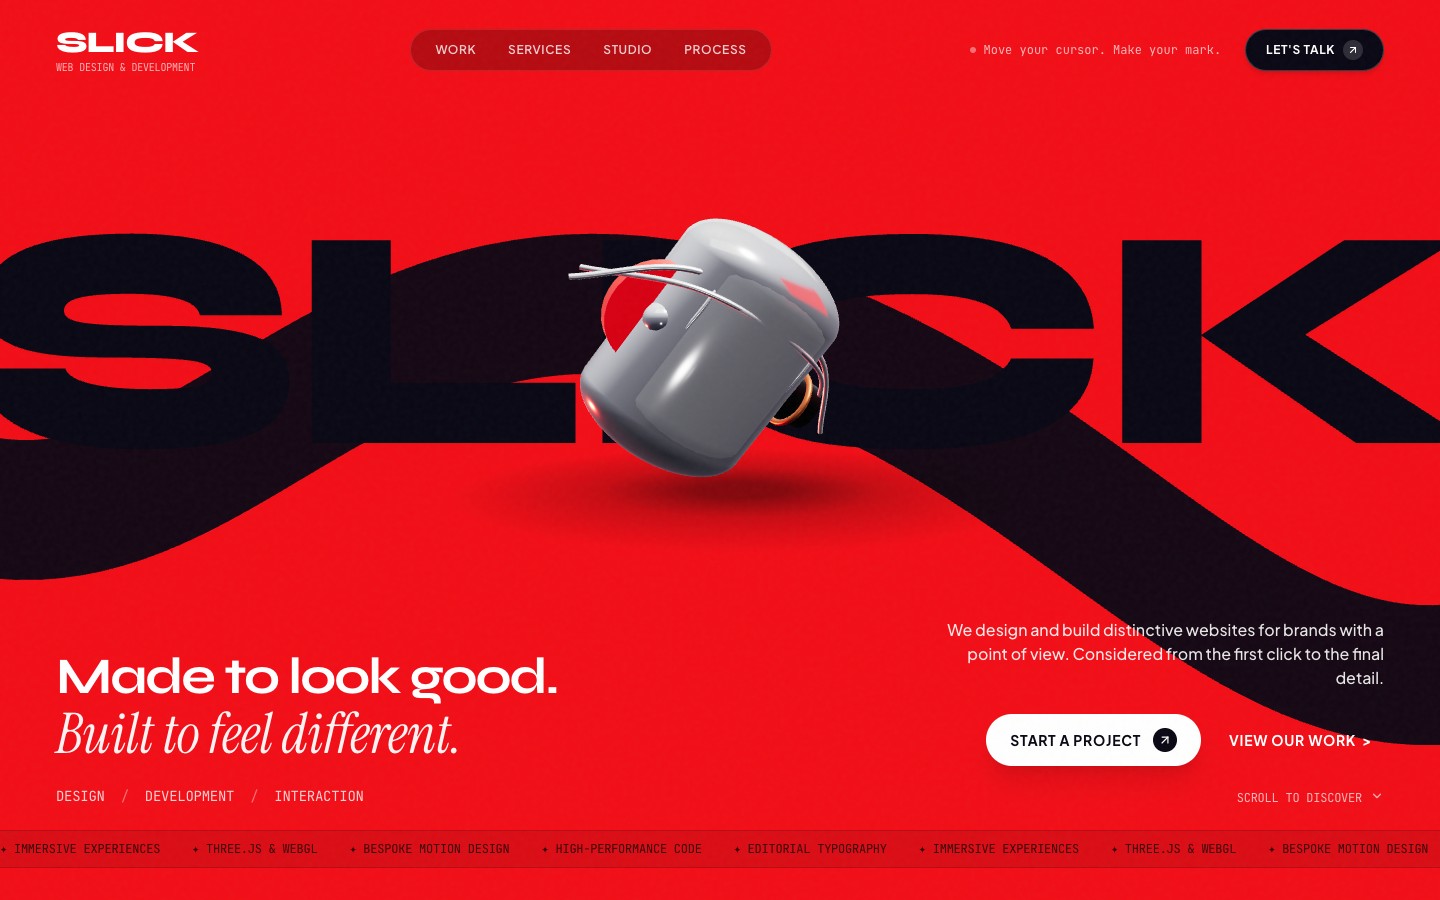 SLICK
WEB DESIGN & DEVELOPMENT
WORK SERVICES STUDIO PROCESS
Move your cursor. Make your mark.
LET'S TALK
SLICK
We design and build distinctive websites for brands with a
point of view. Considered from the first click to the final
detail.
Made to look good.
Built to feel different.
START A PROJECT
VIEW OUR WORK >
DESIGN / DEVELOPMENT / INTERACTION
SCROLL TO DISCOVER
✦ IMMERSIVE EXPERIENCES ✦ THREE.JS & WEBGL ✦ BESPOKE MOTION DESIGN ✦ HIGH-PERFORMANCE CODE ✦ EDITORIAL TYPOGRAPHY ✦ IMMERSIVE EXPERIENCES ✦ THREE.JS & WEBGL ✦ BESPOKE MOTION DESIGN